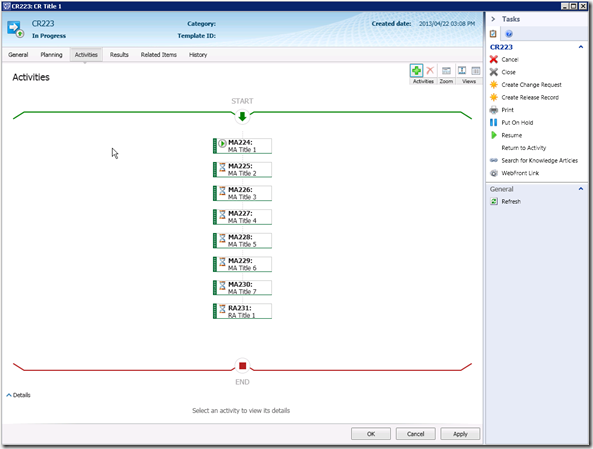 CR223: CR Title 1
CR223
In Progress
Category:
Template ID:
Created date: 2013/04/22 03:08 PM
General Planning Activities Results Related Items History
Activities
Activities Zoom Views
START
MA224:
MA Title 1
MA225:
MA Title 2
MA226:
MA Title 3
MA227:
MA Title 4
MA228:
MA Title 5
MA229:
MA Title 6
MA230:
MA Title 7
RA231:
RA Title 1
END
Details
Select an activity to view its details
OK Cancel Apply
Tasks
CR223
Cancel
Close
Create Change Request
Create Release Record
Print
Put On Hold
Resume
Return to Activity
Search for Knowledge Articles
WebFront Link
General
Refresh